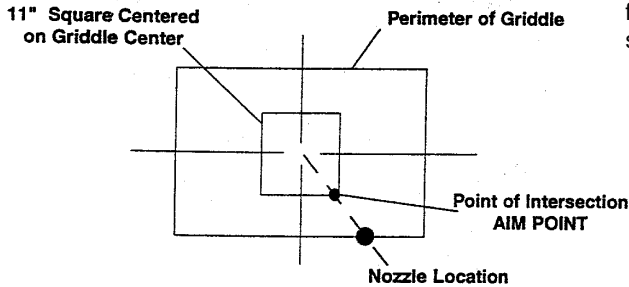 11" Square Centered
on Griddle Center
Perimeter of Griddle
f
s
Point of Intersection
AIM POINT
Nozzle Location